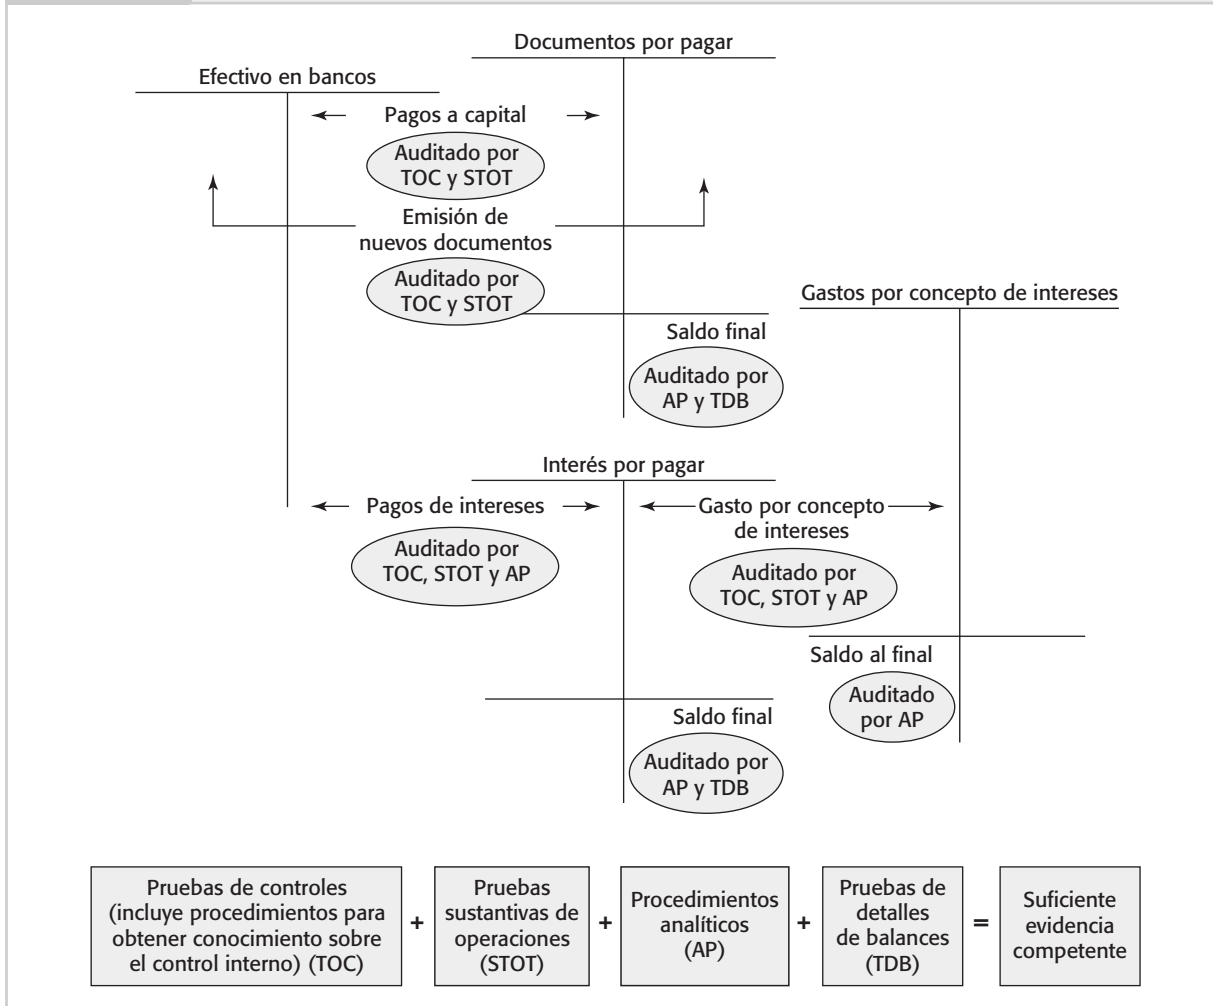 Documentos por pagar
Efectivo en bancos
Pagos a capital
Auditado por
TOC y STOT
Emisión de
nuevos documentos
Auditado por
TOC y STOT
Gastos por concepto de intereses
Saldo final
Auditado por
AP y TDB
Interés por pagar
Pagos de intereses
Auditado por
TOC, STOT y AP
Gasto por concepto
de intereses
Auditado por
TOC, STOT y AP
Saldo al final
Auditado
por AP
Saldo final
Auditado por
AP y TDB
Pruebas de controles
(incluye procedimientos para
obtener conocimiento sobre
el control interno) (TOC)
+
Pruebas
sustantivas de
operaciones
(STOT)
+
Procedimientos
analíticos
(AP)
+
Pruebas de
detalles
de balances
(TDB)
=
Suficiente
evidencia
competente